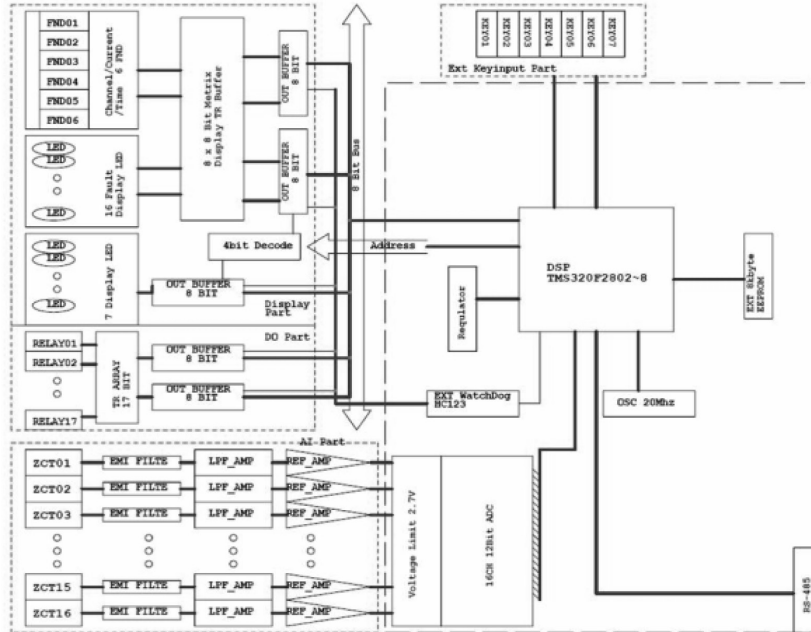 FND01
FND02
FND03
FND04
FND05
FND06
Channel/Current
/Time 6 FND
8 x 8 Bit Metrix
Display TR Buffer
OUT BUFFER
8 BIT
OUT BUFFER
8 BIT
8 Bit Bus
KEY01
KEY02
KEY03
KEY04
KEY05
KEY06
KEY07
Ext Keyinput Part
LED
LED
LED
16 Fault
Display LED
4bit Decode
Address
LED
LED
LED
7 Display LED
OUT BUFFER
8 BIT
Display
Part
DSP
TMS320F2802~8
EXT 8kbyte
EEPROM
Requlator
DO Part
RELAY01
RELAY02
RELAY17
TR ARRAY
17 BIT
OUT BUFFER
8 BIT
OUT BUFFER
8 BIT
EXT WatchDog
HC123
OSC 20Mhz
AI Part
ZCT01
EMI FILTE
LPF_AMP
REF_AMP
ZCT02
EMI FILTE
LPF_AMP
REF_AMP
ZCT03
EMI FILTE
LPF_AMP
REF_AMP
ZCT15
EMI FILTE
LPF_AMP
REF_AMP
ZCT16
EMI FILTE
LPF_AMP
REF_AMP
Voltage Limit 2.7V
16CH 12Bit ADC
RS-485